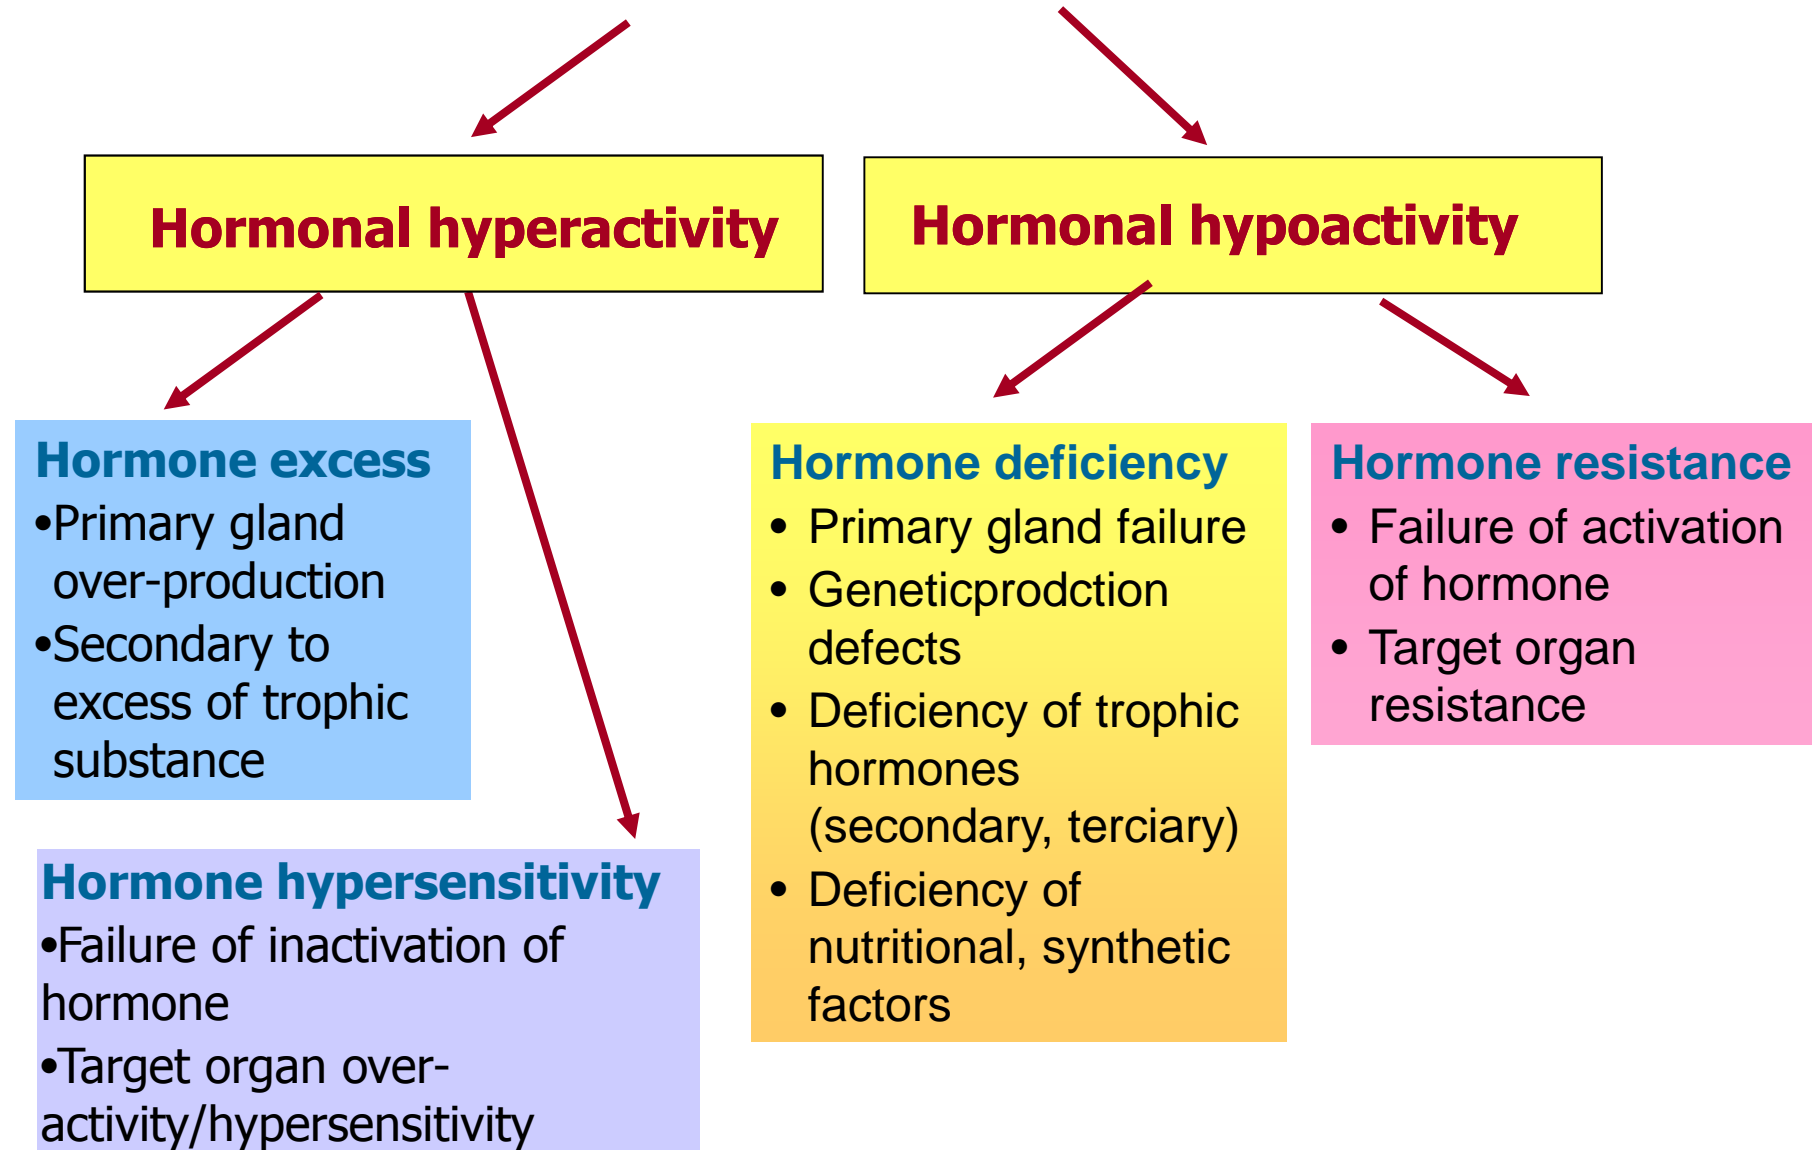 Hormonal hyperactivity
Hormonal hypoactivity
Hormone excess
•Primary gland
over-production
•Secondary to
excess of trophic
substance
Hormone hypersensitivity
•Failure of inactivation of
hormone
•Target organ over-
activity/hypersensitivity
Hormone deficiency
• Primary gland failure
• Geneticprodction
defects
• Deficiency of trophic
hormones
(secondary, terciary)
• Deficiency of
nutritional, synthetic
factors
Hormone resistance
• Failure of activation
of hormone
• Target organ
resistance